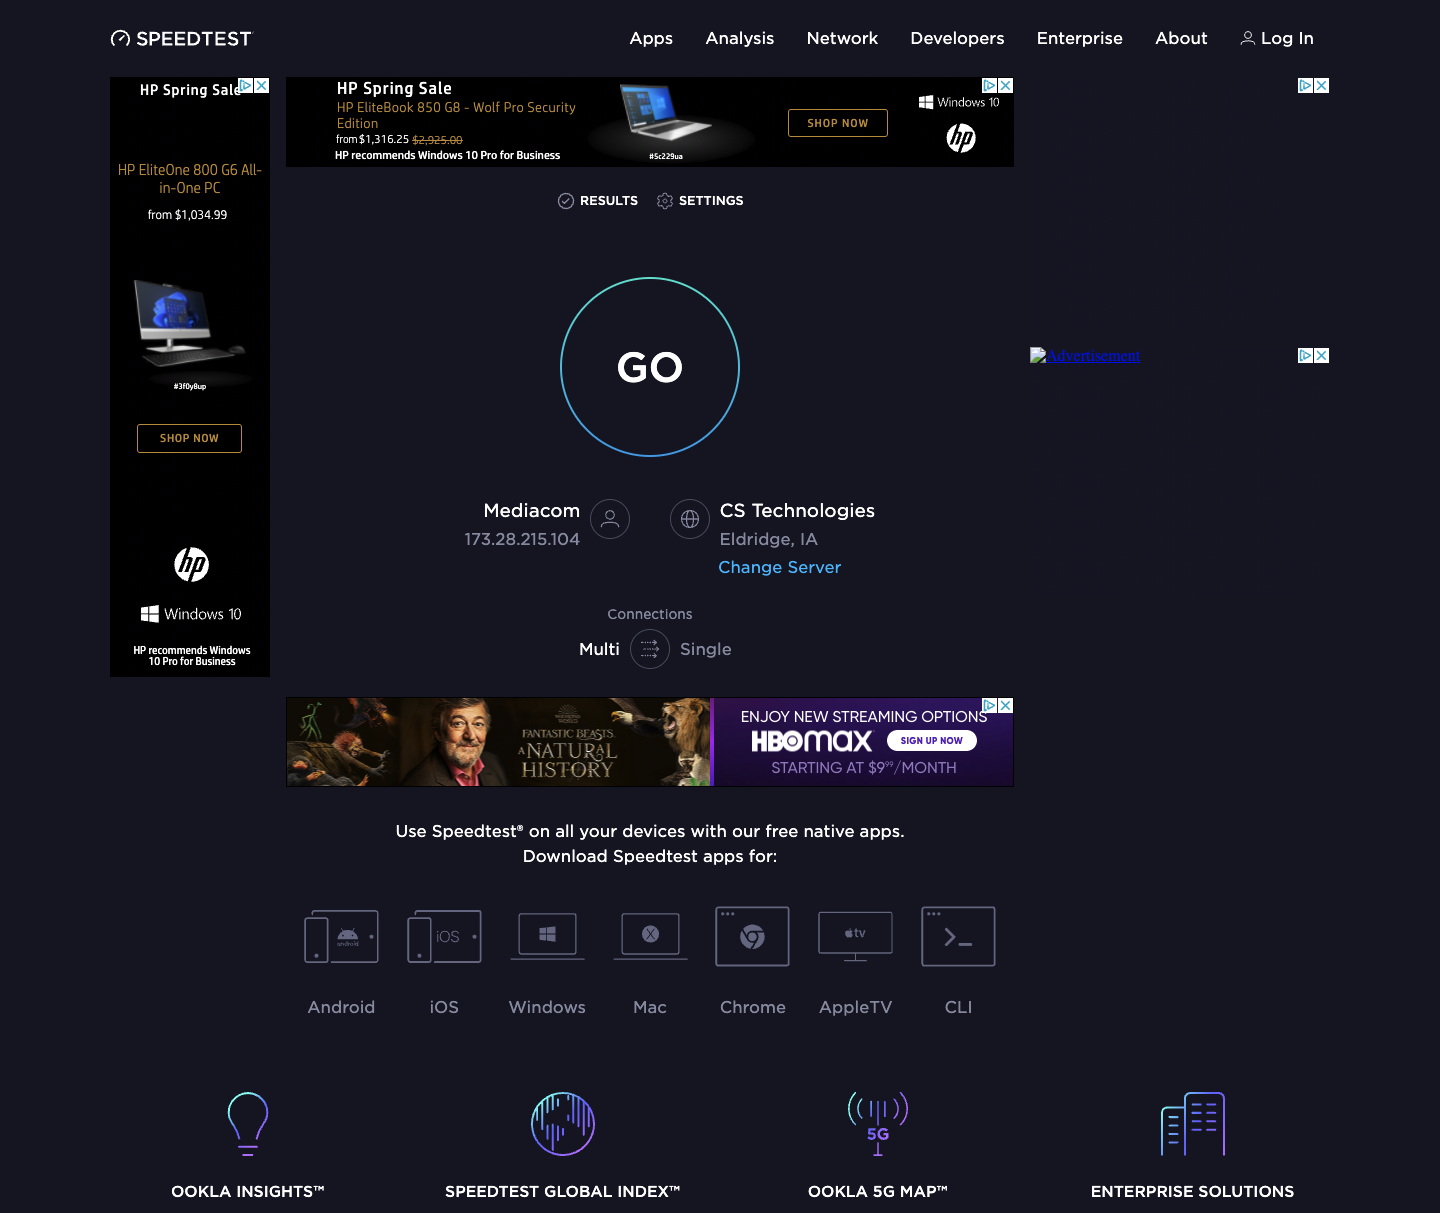 SPEEDTEST
Apps
Analysis
Network
Developers
Enterprise
About
Log In
HP Spring Sale
HP EliteOne 800 G6 All-
in-One PC
from $1,034.99
#3f0y8up
SHOP NOW
hp
Windows 10
HP recommends Windows
10 Pro for Business
HP Spring Sale
HP EliteBook 850 G8 - Wolf Pro Security
Edition
from $1,316.25 $2,925.00
HP recommends Windows 10 Pro for Business
#5c229ua
SHOP NOW
Windows 10
hp
RESULTS
SETTINGS
GO
Advertisement
Mediacom
173.28.215.104
CS Technologies
Eldridge, IA
Change Server
Connections
Multi
Single
FANTASTIC BEASTS
A NATURAL
HISTORY
ENJOY NEW STREAMING OPTIONS
HBOmax
SIGN UP NOW
STARTING AT $9⁹⁹/MONTH
Use Speedtest® on all your devices with our free native apps.
Download Speedtest apps for:
android
iOS
tv
Android
iOS
Windows
Mac
Chrome
AppleTV
CLI
5G
OOKLA INSIGHTS™
SPEEDTEST GLOBAL INDEX™
OOKLA 5G MAP™
ENTERPRISE SOLUTIONS